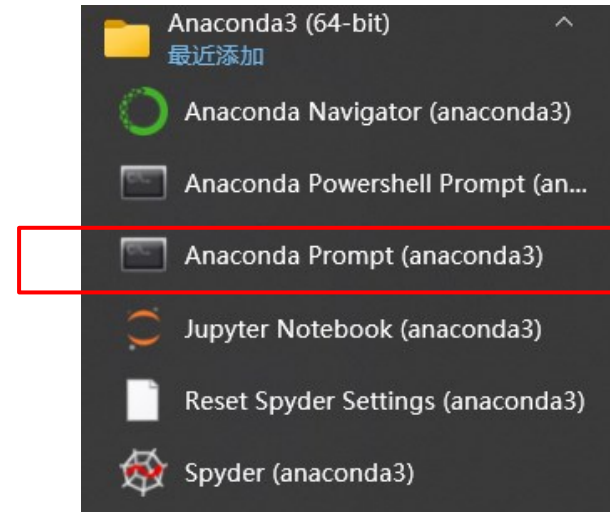 Anaconda3 (64-bit)
最近添加
Anaconda Navigator (anaconda3)
Anaconda Powershell Prompt (an...
Anaconda Prompt (anaconda3)
Jupyter Notebook (anaconda3)
Reset Spyder Settings (anaconda3)
Spyder (anaconda3)